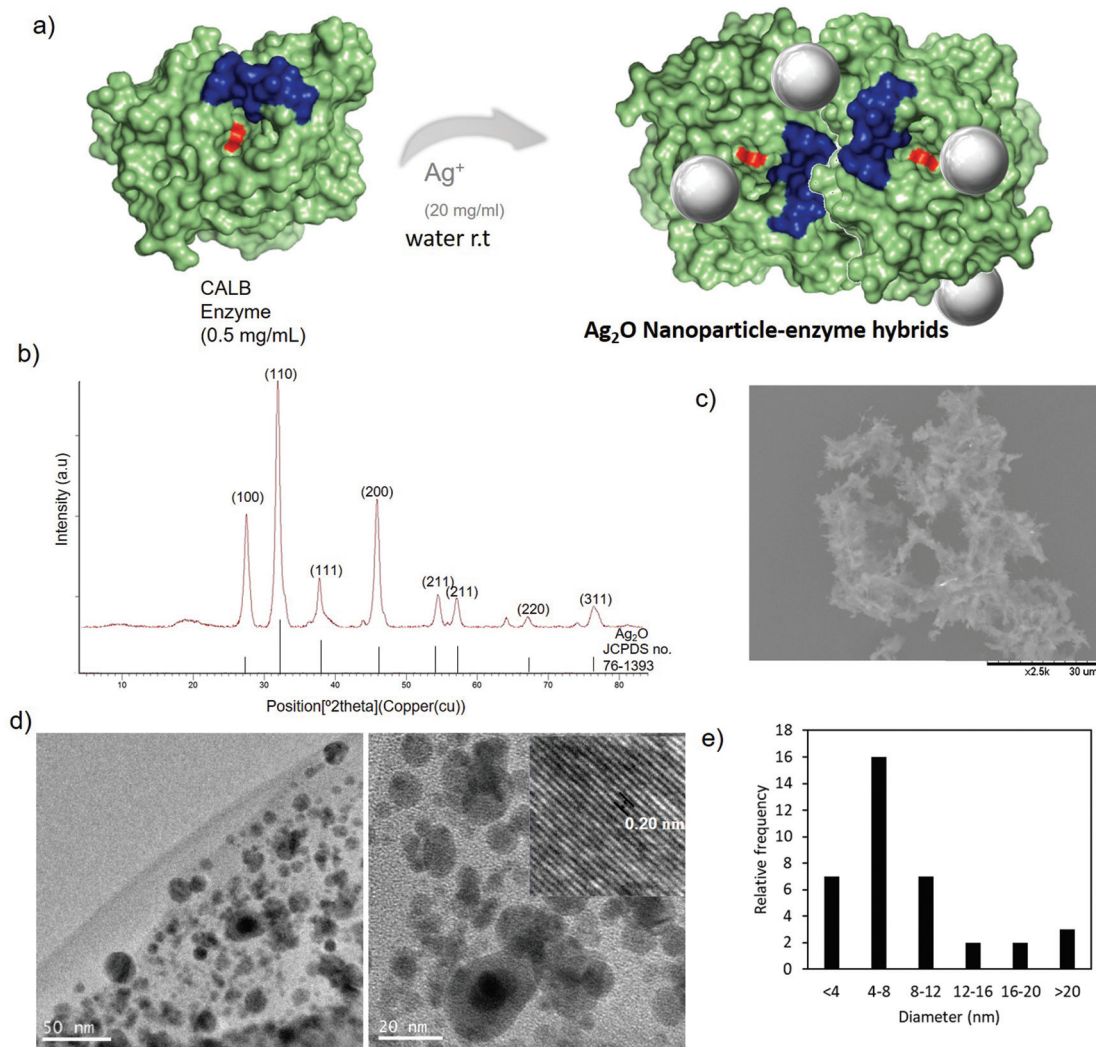 a)
Ag⁺
(20 mg/ml)
water r.t
CALB
Enzyme
(0.5 mg/mL)
Ag₂O Nanoparticle-enzyme hybrids
b)
Intensity (a.u)
(100)
(110)
(111)
(200)
(211)
(211)
(220)
(311)
Ag₂O
JCPDS no.
76-1393
10 20 30 40 50 60 70 80
Position[º2theta](Copper(cu))
c)
x2.5k 30 um
d)
50 nm
0.20 nm
20 nm
e)
Relative frequency
18
16
14
12
10
8
6
4
2
0
<4 4-8 8-12 12-16 16-20 >20
Diameter (nm)